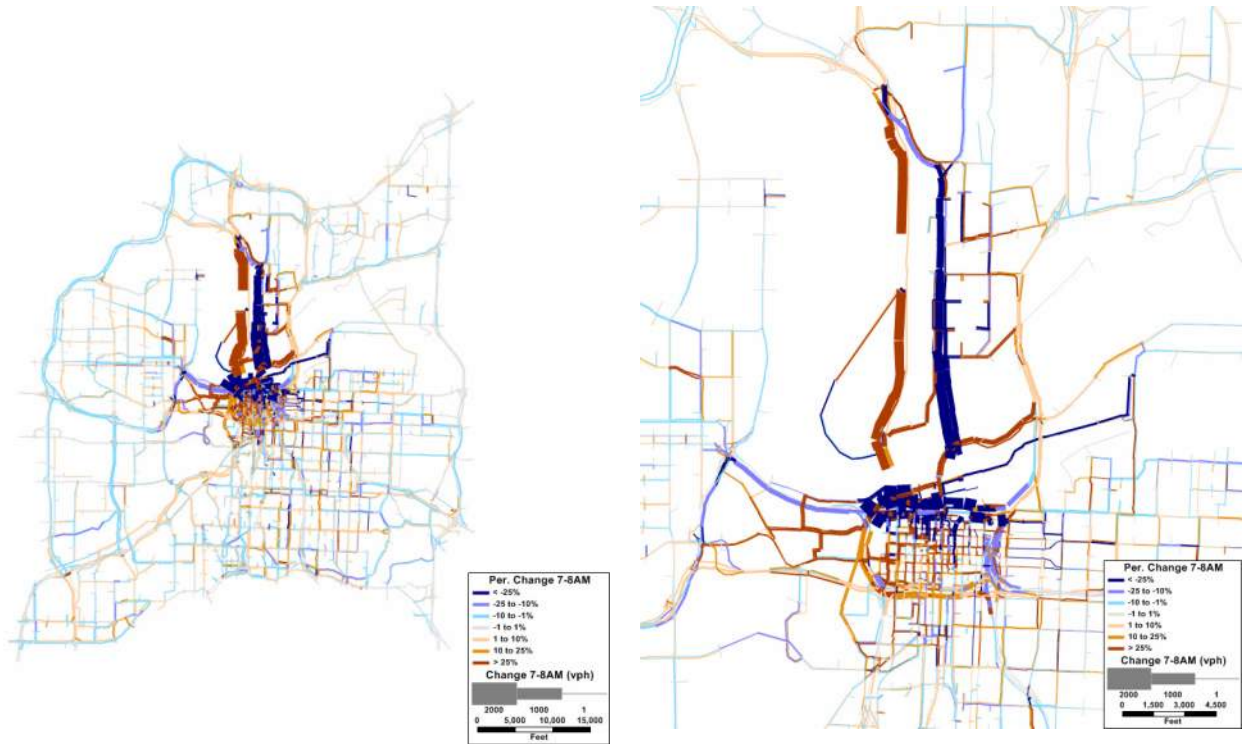 Per. Change 7-8AM
< -25%
-25 to -10%
-10 to -1%
-1 to 1%
1 to 10%
10 to 25%
> 25%
Change 7-8AM (vph)
2000 1000 1
0 5,000 10,000 15,000
Feet
Per. Change 7-8AM
< -25%
-25 to -10%
-10 to -1%
-1 to 1%
1 to 10%
10 to 25%
> 25%
Change 7-8AM (vph)
2000 1000 1
0 1,500 3,000 4,500
Feet